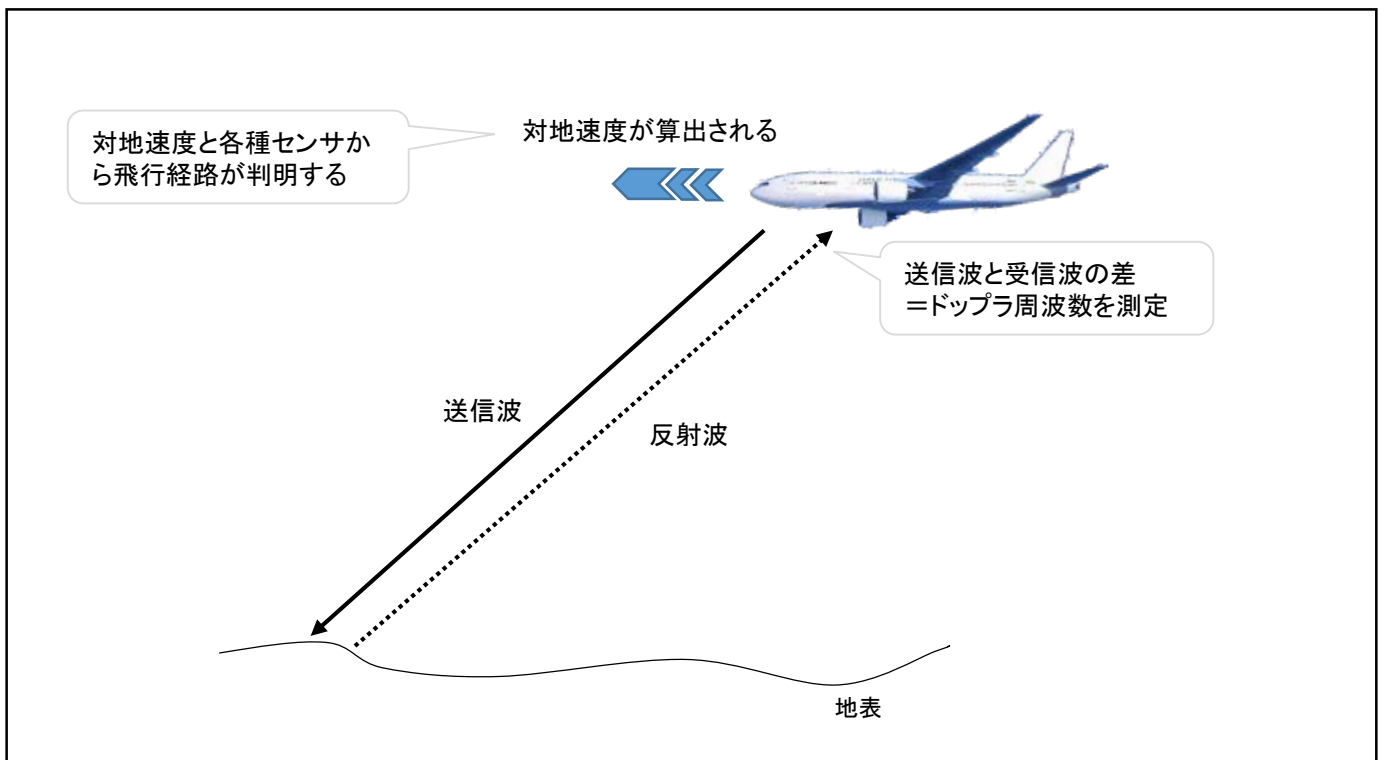 対地速度と各種センサか
ら飛行経路が判明する
対地速度が算出される
送信波と受信波の差
＝ドップラ周波数を測定
送信波
反射波
地表